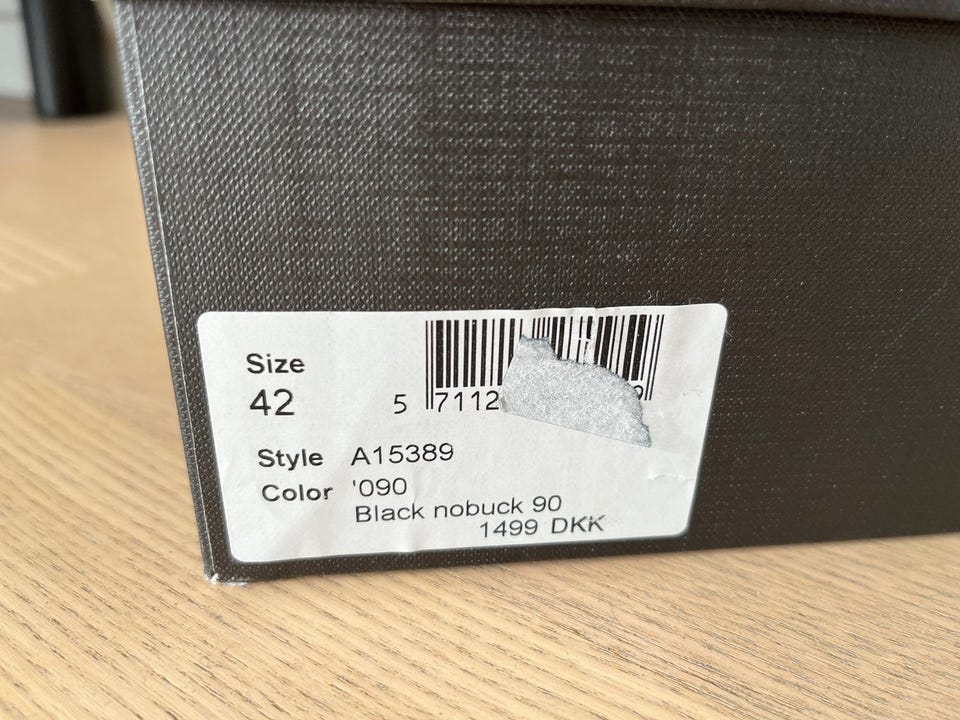 Size
42
5 7112
Style A15389
Color '090
Black nobuck 90
1499 DKK